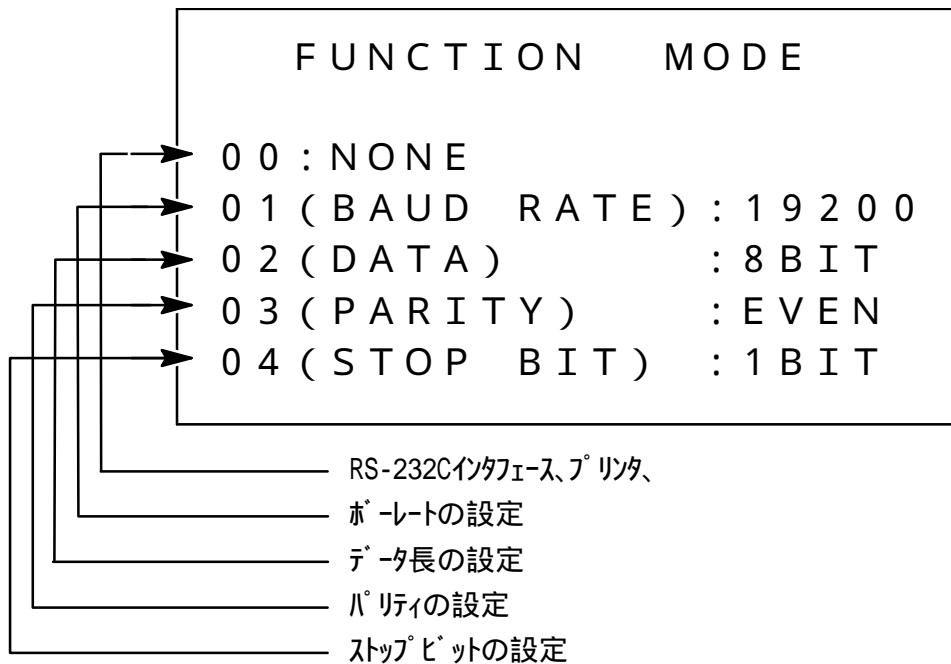 FUNCTION MODE
00:NONE
01(BAUD RATE):19200
02(DATA) :8BIT
03(PARITY) :EVEN
04(STOP BIT) :1BIT
RS-232Cインタフェース、プリンタ、
ボーレートの設定
データ長の設定
パリティの設定
ストップビットの設定